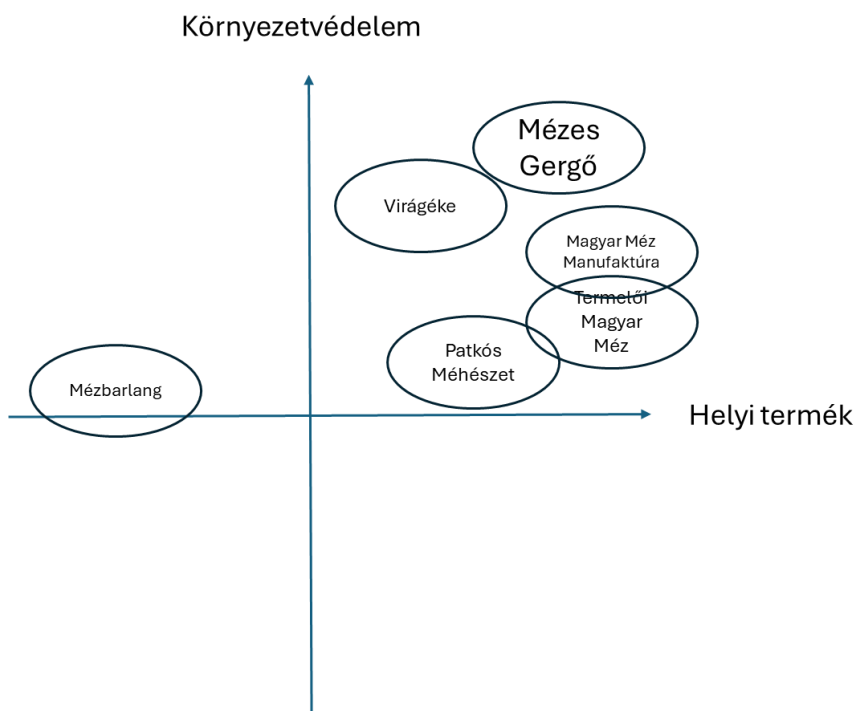 Környezetvédelem
Mézes
Gergő
Virágéke
Magyar Méz
Manufaktúra
Termelői
Magyar
Méz
Patkós
Méhészet
Mézbarlang
Helyi termék